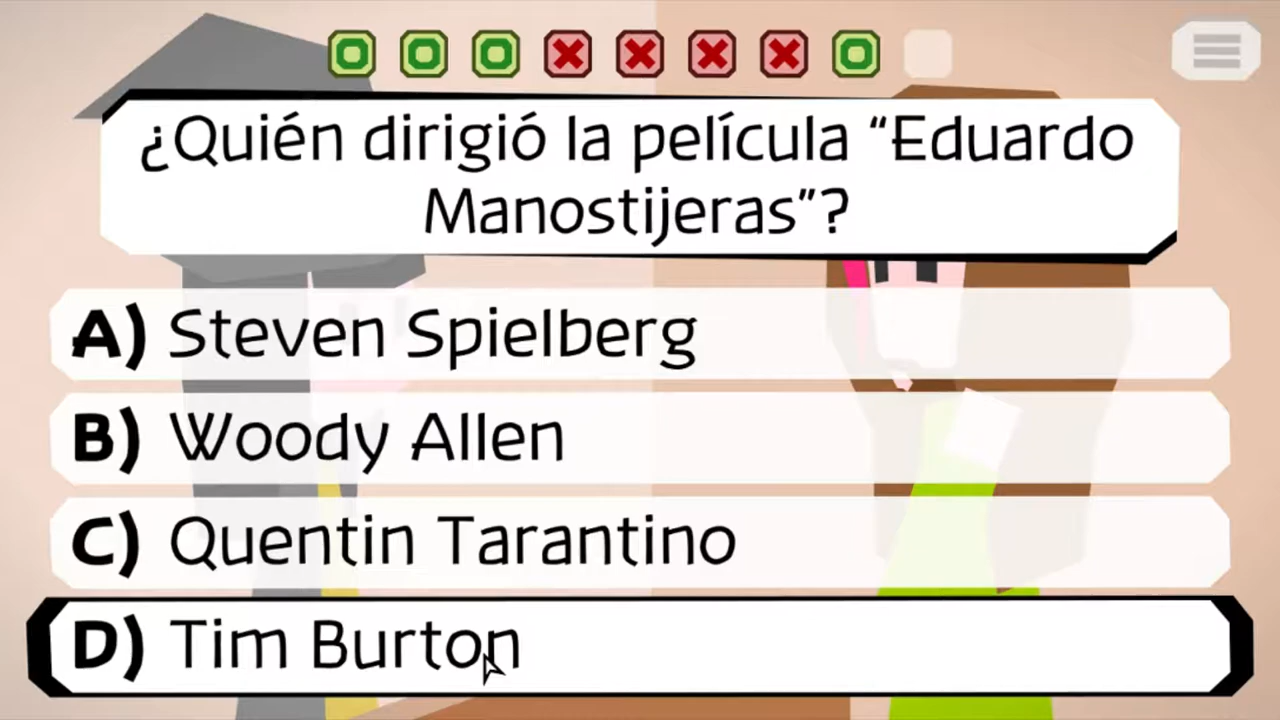 ¿Quién dirigió la película “Eduardo
Manostijeras”?
A) Steven Spielberg
B) Woody Allen
C) Quentin Tarantino
D) Tim Burton